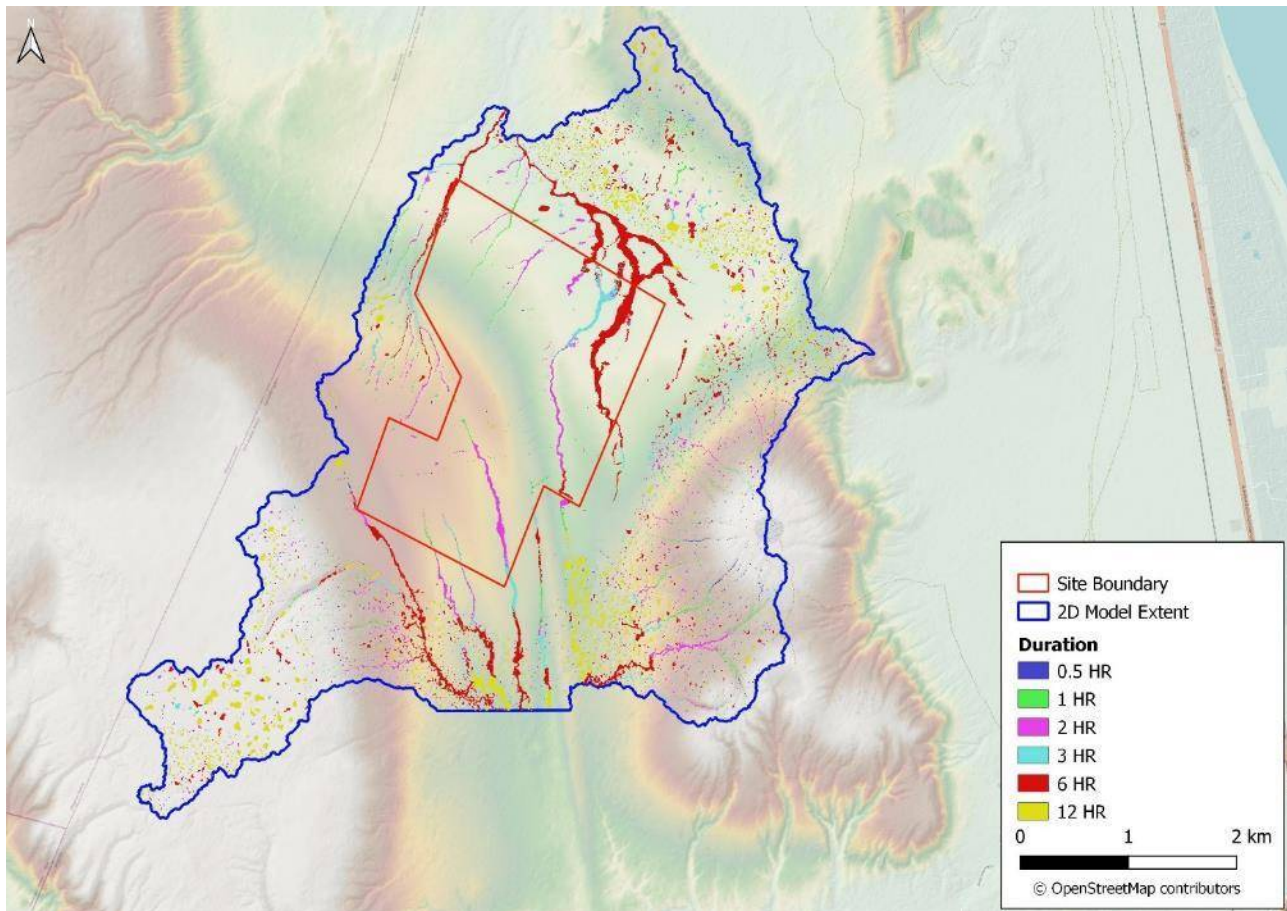 N
Site Boundary
2D Model Extent
Duration
0.5 HR
1 HR
2 HR
3 HR
6 HR
12 HR
0 1 2 km
© OpenStreetMap contributors